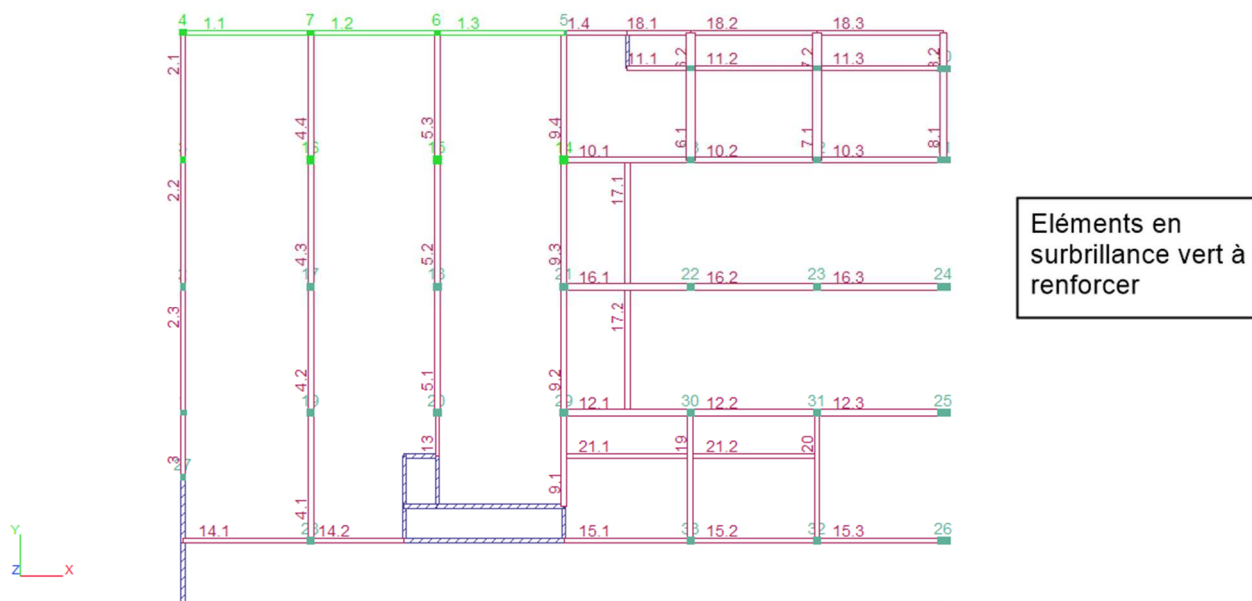 4 1.1 7 1.2 6 1.3 5 1.4 18.1 18.2 18.3
2.1 11.1 6.2 11.2 7.2 11.3 8.2
4.4 5.3 9.4 6.1 7.1 8.1
16 15 14 10.1 10.2 10.3
2.2 17.1
4.3 5.2 9.3
17 18 21 16.1 22 16.2 23 16.3 24
2.3 17.2
4.2 5.1 9.2
19 20 29 12.1 30 12.2 31 12.3 25
3 13 21.1 19 21.2 20
27
4.1 9.1
14.1 28 14.2 15.1 33 15.2 32 15.3 26
Eléments en
surbrillance vert à
renforcer
Y
Z X